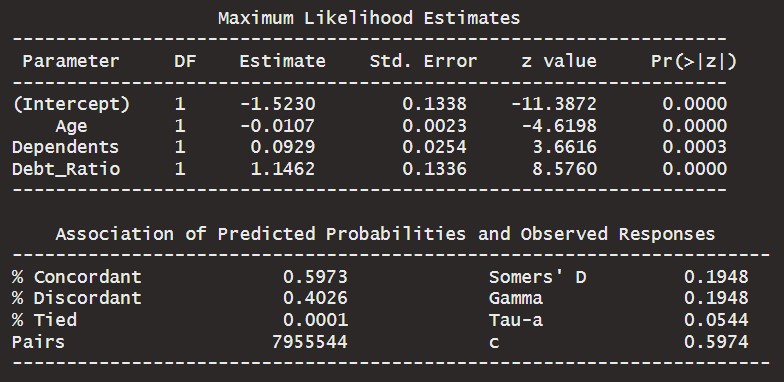 Maximum Likelihood Estimates
-----------------------------------------------------------------
Parameter DF Estimate Std. Error z value Pr(>|z|)
-----------------------------------------------------------------
(Intercept) 1 -1.5230 0.1338 -11.3872 0.0000
Age 1 -0.0107 0.0023 -4.6198 0.0000
Dependents 1 0.0929 0.0254 3.6616 0.0003
Debt_Ratio 1 1.1462 0.1336 8.5760 0.0000
-----------------------------------------------------------------
Association of Predicted Probabilities and Observed Responses
---------------------------------------------------------------------
% Concordant 0.5973 Somers' D 0.1948
% Discordant 0.4026 Gamma 0.1948
% Tied 0.0001 Tau-a 0.0544
Pairs 7955544 c 0.5974
---------------------------------------------------------------------